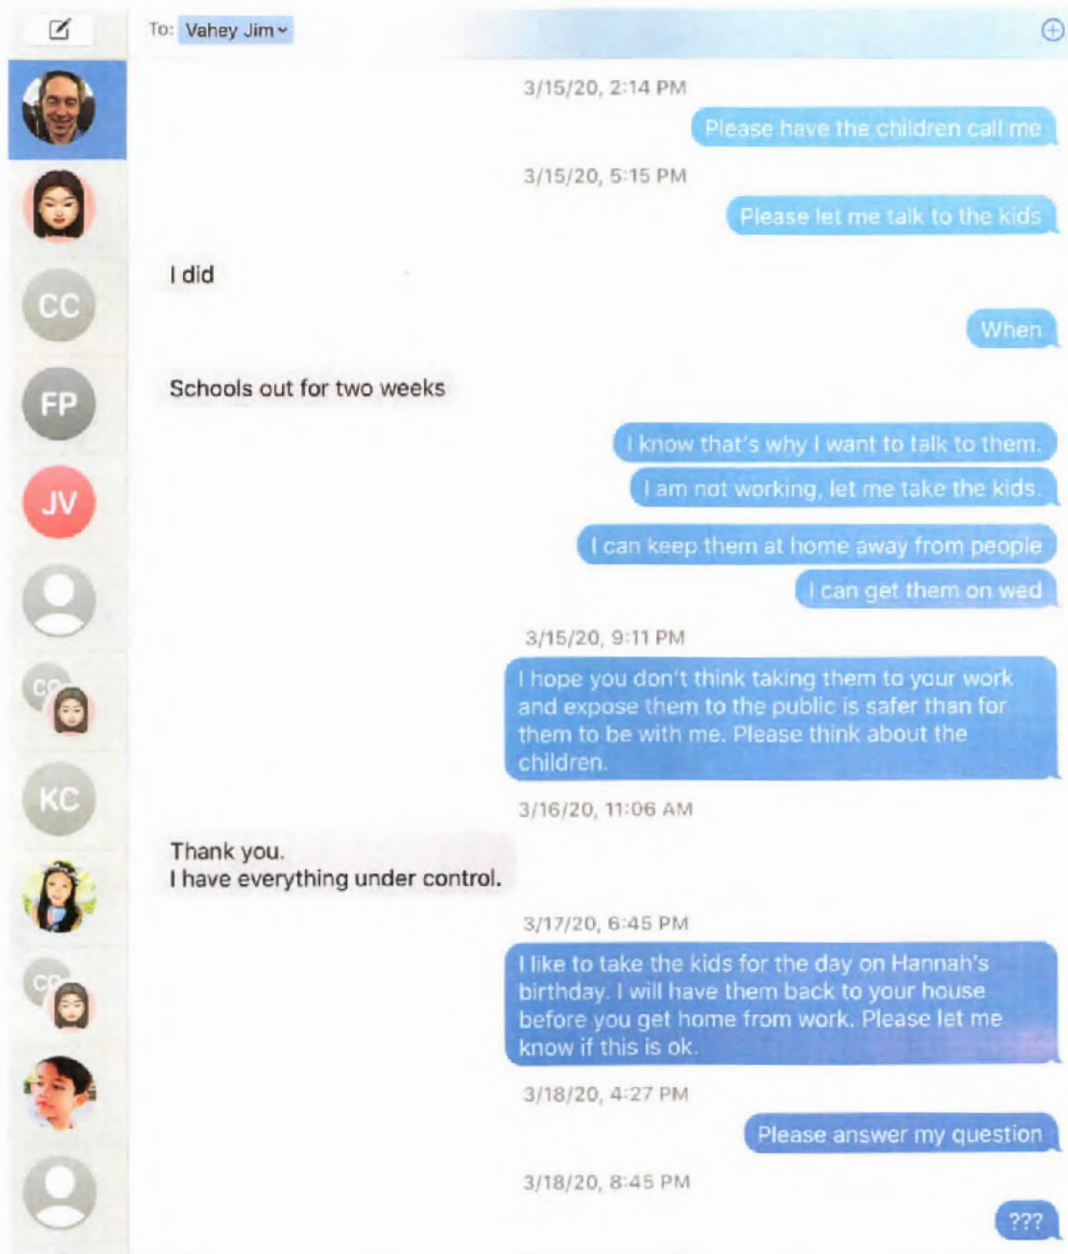 To: Vahey Jim
3/15/20, 2:14 PM
Please have the children call me
3/15/20, 5:15 PM
Please let me talk to the kids
I did
CC
When
Schools out for two weeks
FP
I know that's why I want to talk to them.
JV
I am not working, let me take the kids.
I can keep them at home away from people
I can get them on wed
3/15/20, 9:11 PM
I hope you don't think taking them to your work
and expose them to the public is safer than for
them to be with me. Please think about the
children.
KC
3/16/20, 11:06 AM
Thank you.
I have everything under control.
3/17/20, 6:45 PM
I like to take the kids for the day on Hannah's
birthday. I will have them back to your house
before you get home from work. Please let me
know if this is ok.
3/18/20, 4:27 PM
Please answer my question
3/18/20, 8:45 PM
???